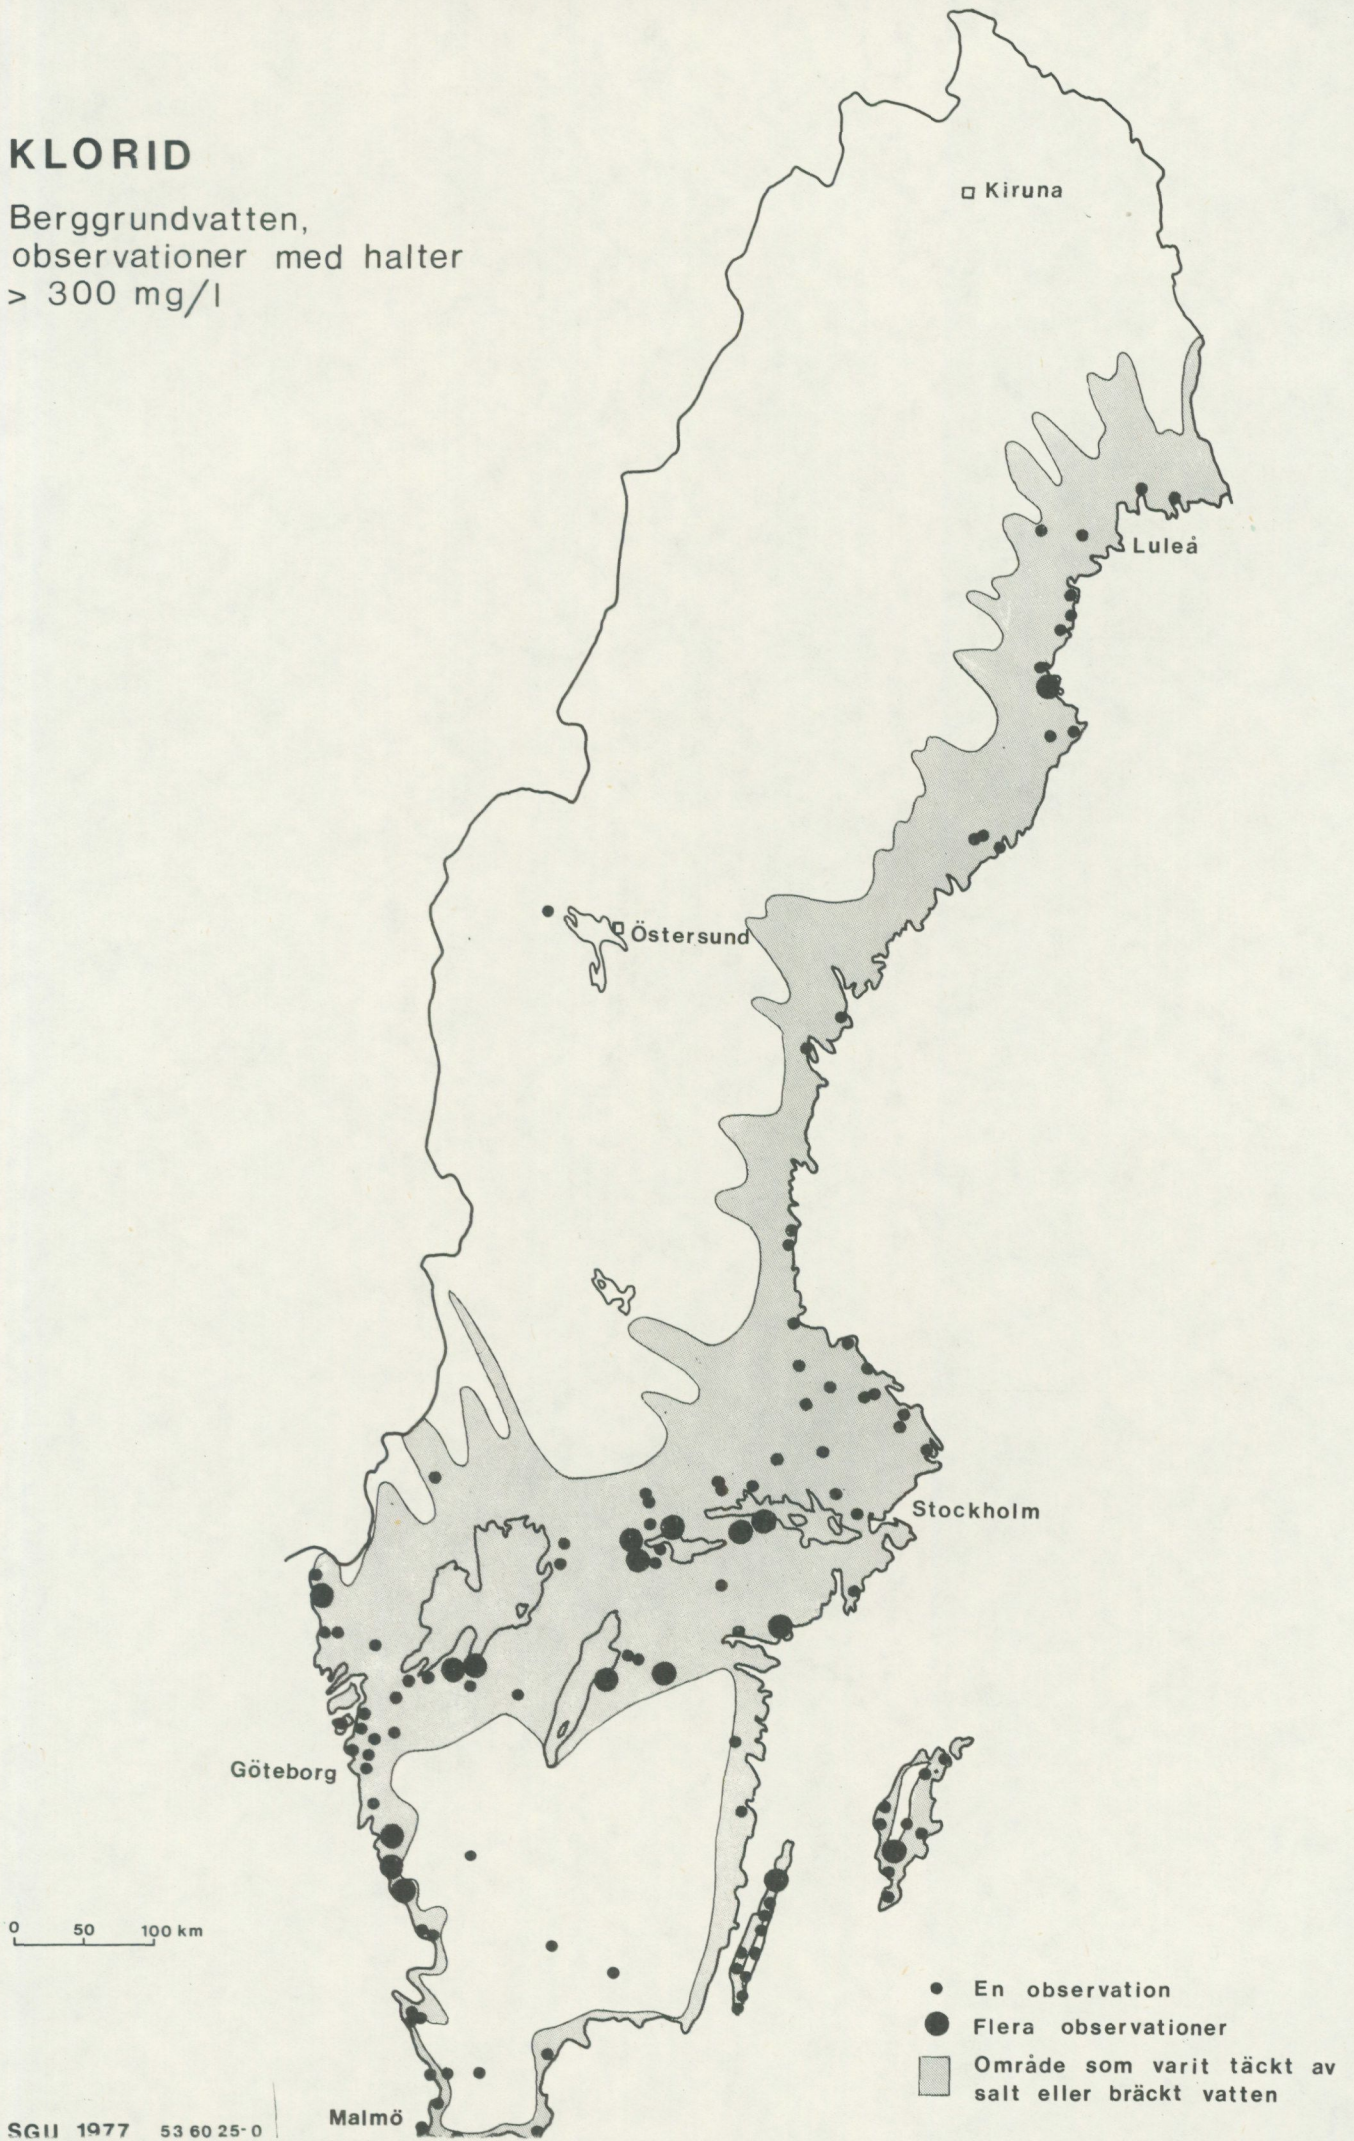 KLORID
Berggrundvatten,
observationer med halter
> 300 mg/l
Kiruna
Luleå
Östersund
Stockholm
Göteborg
0 50 100 km
En observation
Flera observationer
Område som varit täckt av
salt eller bräckt vatten
Malmö
SGU 1977 53 60 25-0